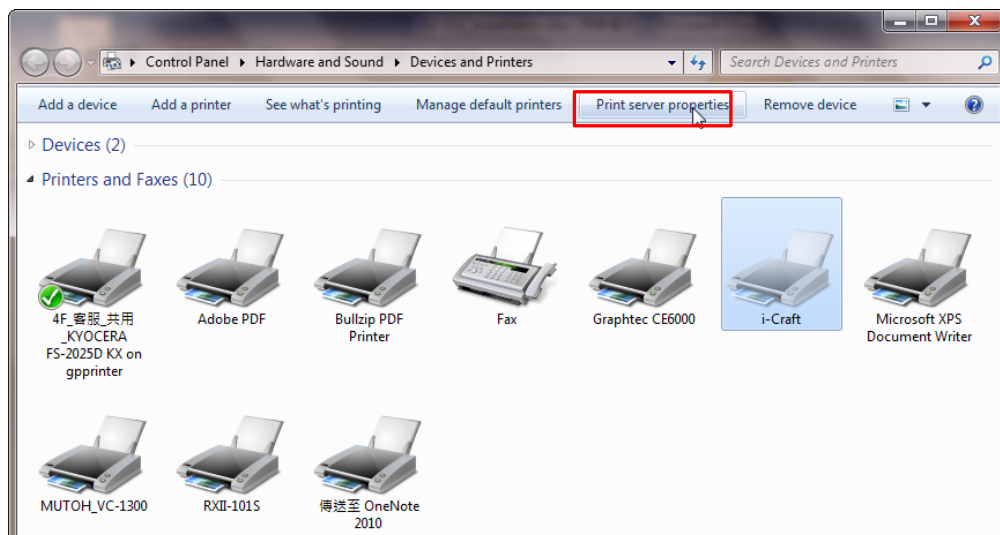 Control Panel ▸ Hardware and Sound ▸ Devices and Printers
Search Devices and Printers
Add a device
Add a printer
See what's printing
Manage default printers
Print server properties
Remove device
Devices (2)
Printers and Faxes (10)
4F_客服_共用
_KYOCERA
FS-2025D KX on
gpprinter
Adobe PDF
Bullzip PDF
Printer
Fax
Graphtec CE6000
i-Craft
Microsoft XPS
Document Writer
MUTOH_VC-1300
RXII-101S
傳送至 OneNote
2010